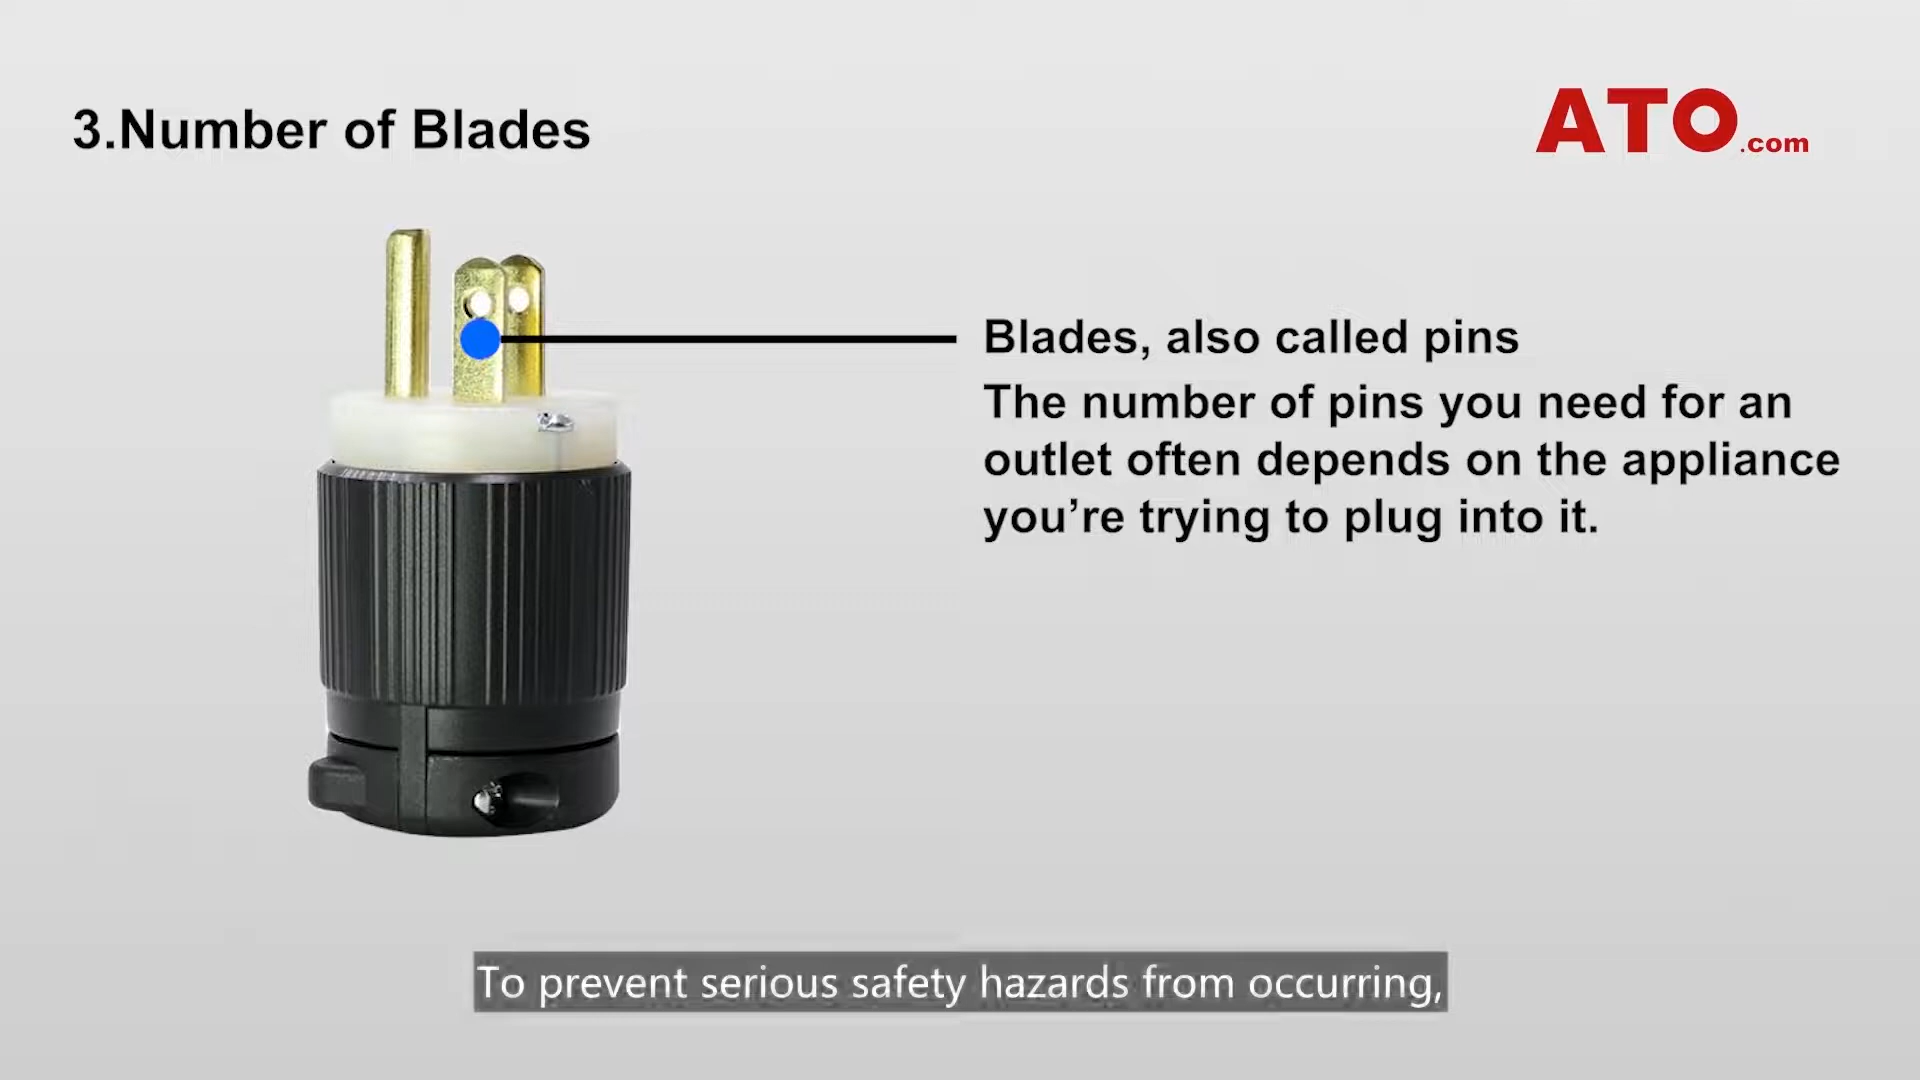 3.Number of Blades
ATO.com
Blades, also called pins
The number of pins you need for an
outlet often depends on the appliance
you’re trying to plug into it.
To prevent serious safety hazards from occurring,